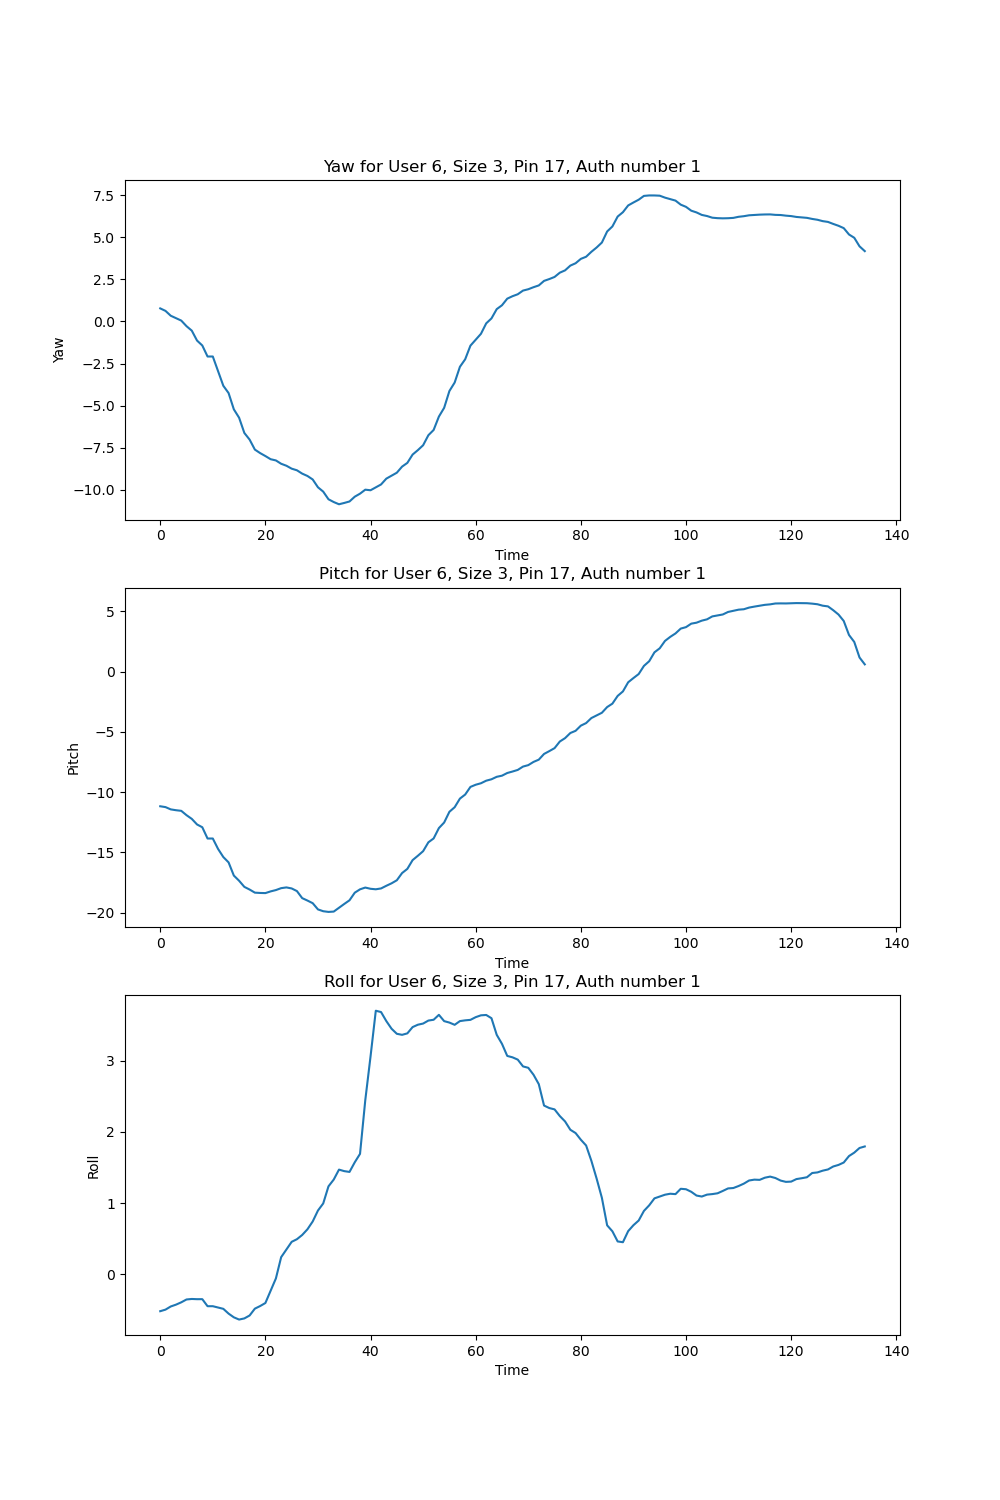 Yaw for User 6, Size 3, Pin 17, Auth number 1
7.5
5.0
2.5
0.0
−2.5
−5.0
−7.5
−10.0
Yaw
0 20 40 60 80 100 120 140
Time
Pitch for User 6, Size 3, Pin 17, Auth number 1
5
0
−5
−10
−15
−20
Pitch
0 20 40 60 80 100 120 140
Time
Roll for User 6, Size 3, Pin 17, Auth number 1
3
2
1
0
Roll
0 20 40 60 80 100 120 140
Time